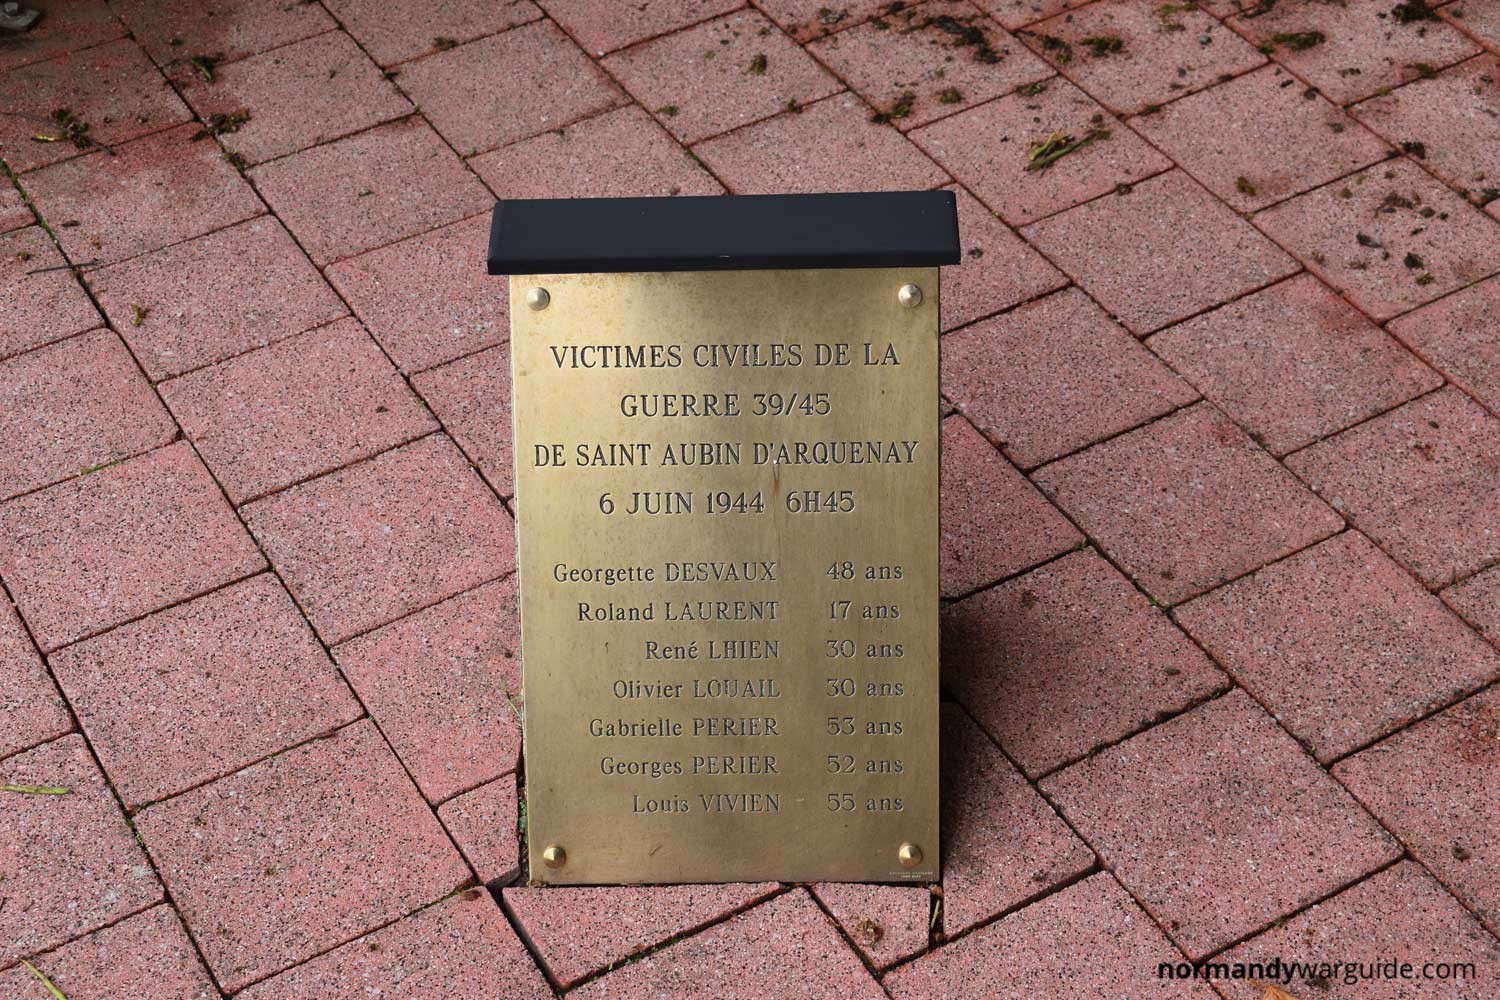 VICTIMES CIVILES DE LA
GUERRE 39/45
DE SAINT AUBIN D'ARQUENAY
6 JUIN 1944 6H45
Georgette DESVAUX 48 ans
Roland LAURENT 17 ans
René LHIEN 30 ans
Olivier LOUAIL 30 ans
Gabrielle PERIER 53 ans
Georges PERIER 52 ans
Louis VIVIEN 55 ans
normandywarguide.com